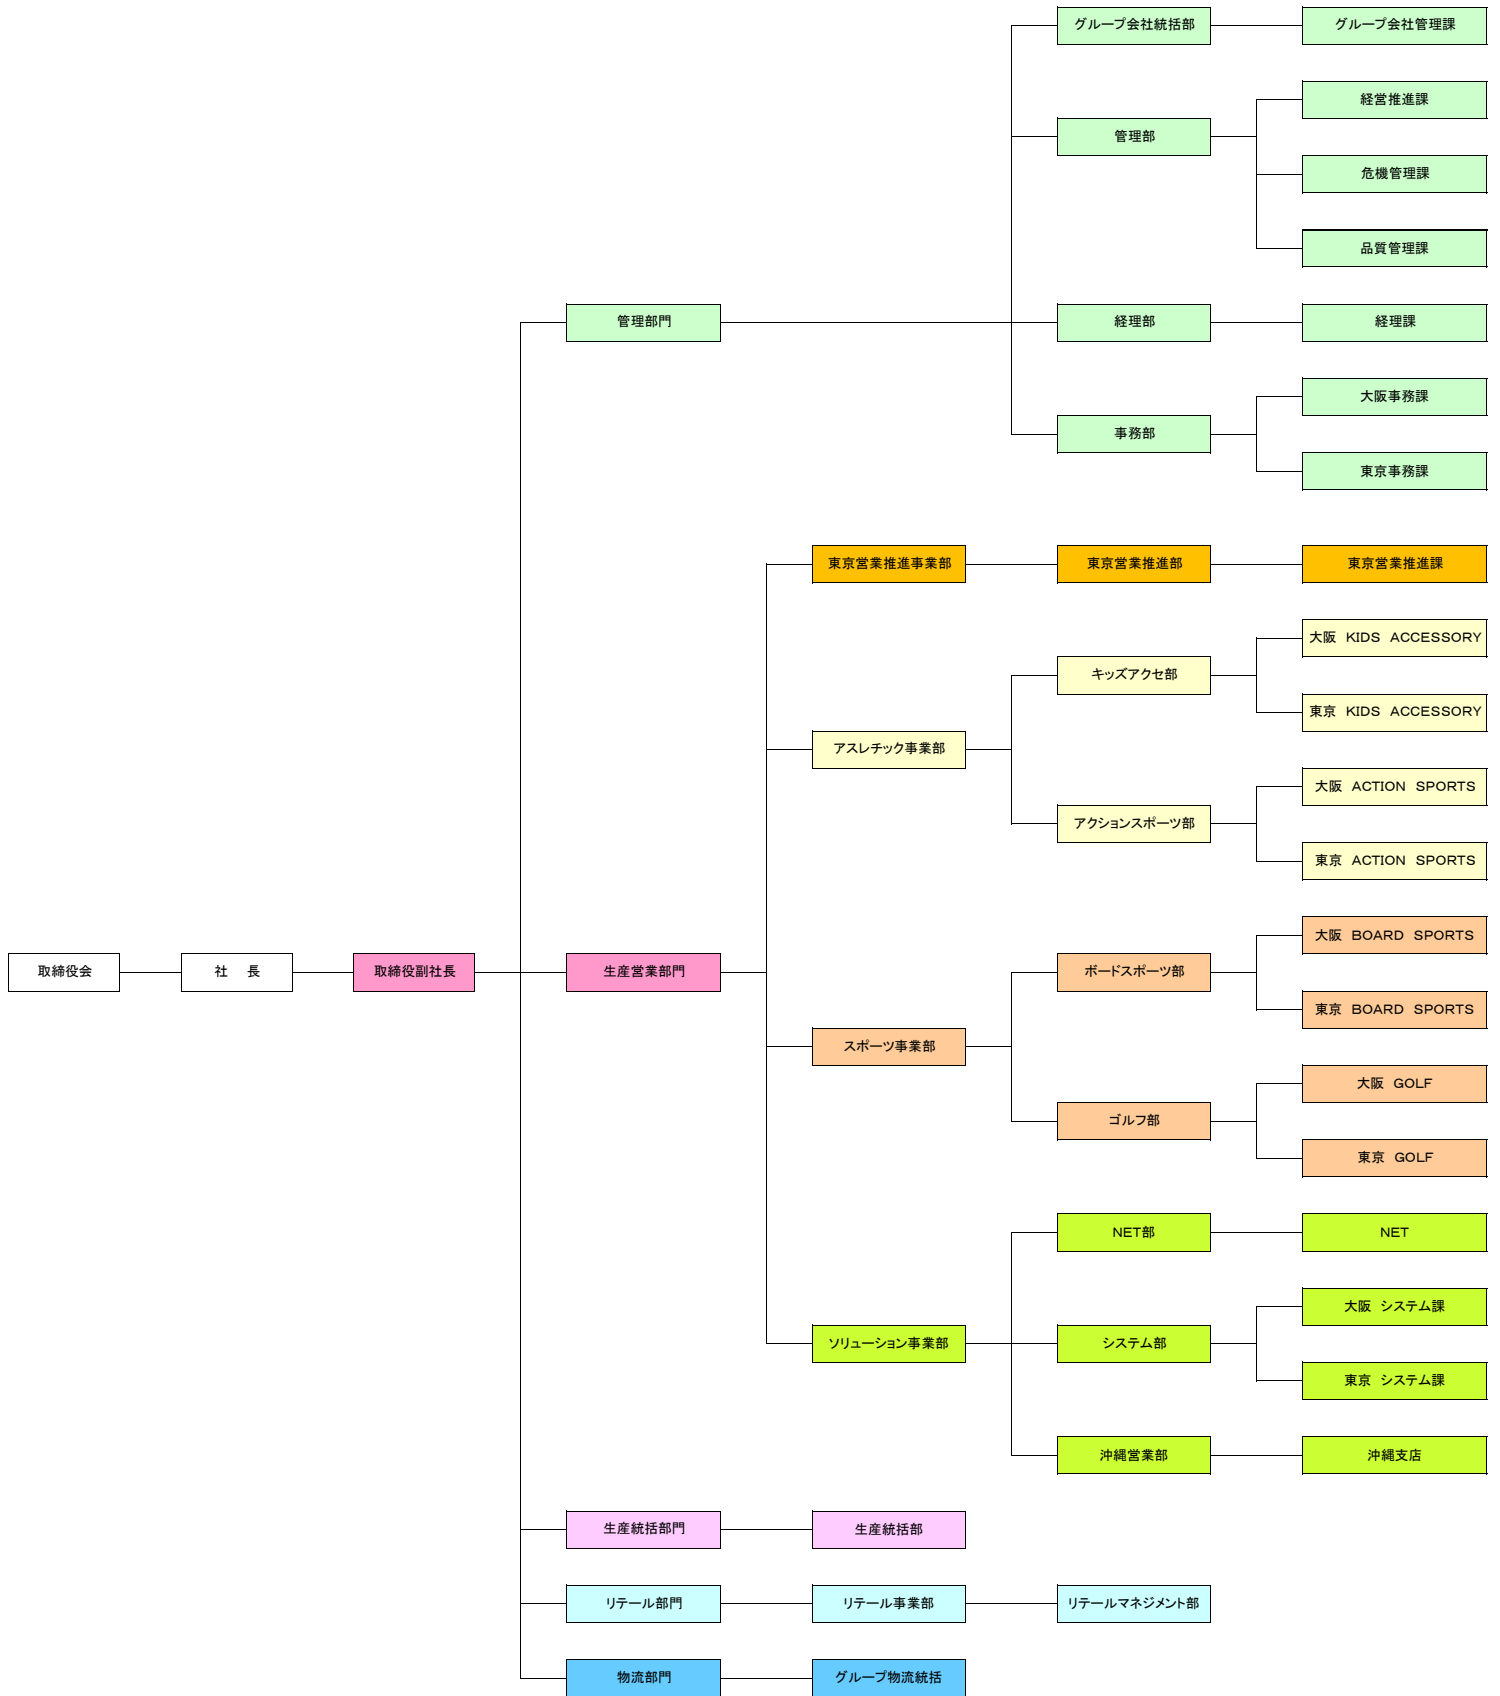 グループ会社統括部
グループ会社管理課
経営推進課
管理部
危機管理課
品質管理課
管理部門
経理部
経理課
大阪事務課
事務部
東京事務課
東京営業推進事業部
東京営業推進部
東京営業推進課
大阪 KIDS ACCESSORY
キッズアクセ部
東京 KIDS ACCESSORY
アスレチック事業部
大阪 ACTION SPORTS
アクションスポーツ部
東京 ACTION SPORTS
大阪 BOARD SPORTS
取締役会
社 長
取締役副社長
生産営業部門
ボードスポーツ部
東京 BOARD SPORTS
スポーツ事業部
大阪 GOLF
ゴルフ部
東京 GOLF
NET部
NET
大阪 システム課
ソリューション事業部
システム部
東京 システム課
沖縄営業部
沖縄支店
生産統括部門
生産統括部
リテール部門
リテール事業部
リテールマネジメント部
物流部門
グループ物流統括